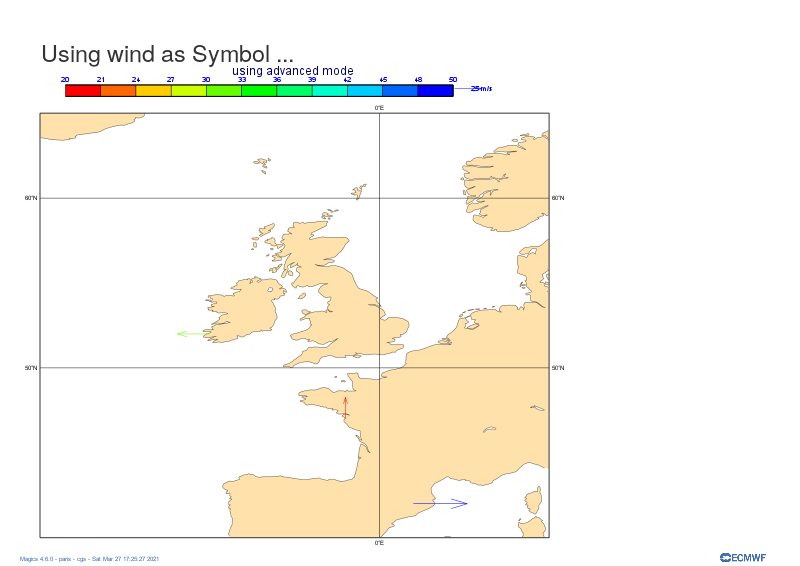 Using wind as Symbol ...
using advanced mode
20 21 24 27 30 33 36 39 42 45 48 50
25 m/s
0°E
60°N 60°N
50°N 50°N
0°E
Magics 4.6.0 - paris - cgs - Sat Mar 27 17:25:27 2021
ECMWF